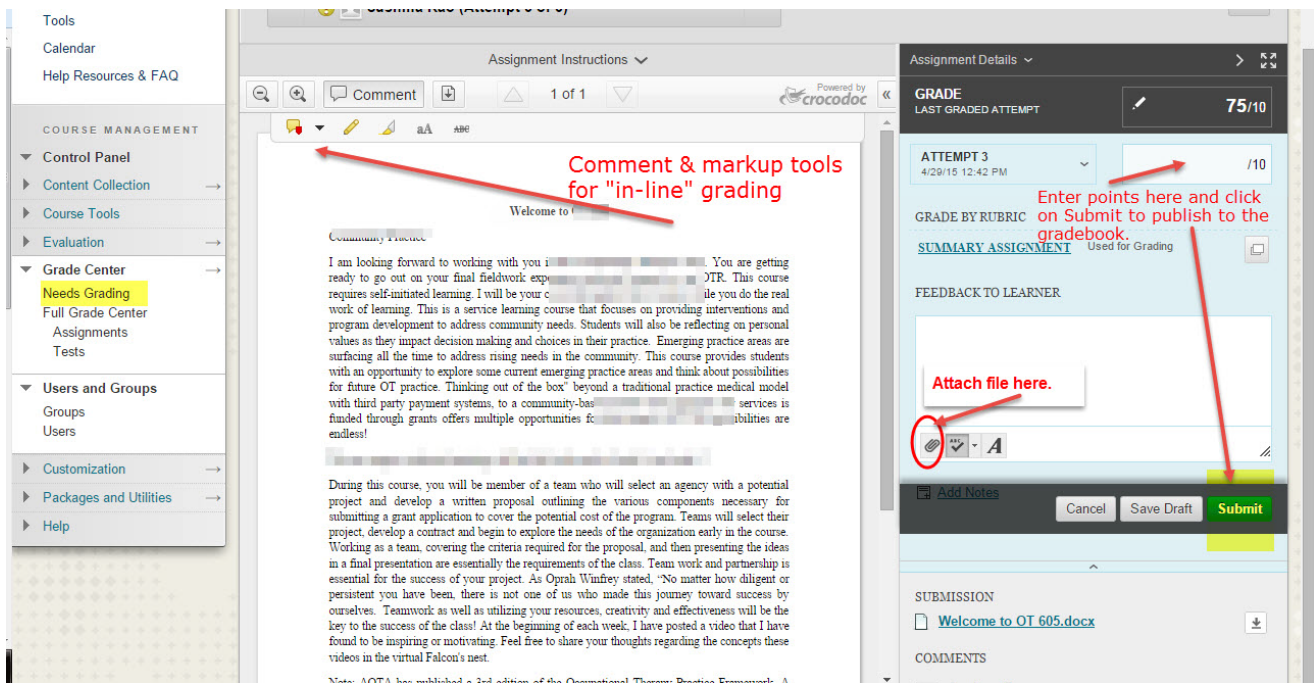 Tools
Calendar
Help Resources & FAQ
COURSE MANAGEMENT
Control Panel
Content Collection
Course Tools
Evaluation
Grade Center
Needs Grading
Full Grade Center
Assignments
Tests
Users and Groups
Groups
Users
Customization
Packages and Utilities
Help
(Attempt
Assignment Instructions
Comment
1 of 1
Powered by
crocodoc
aA ABC
Comment & markup tools
for "in-line" grading
Welcome to
Community Practice
I am looking forward to working with you You are getting
ready to go out on your final fieldwork OTR. This course
requires self-initiated learning. I will be your you do the real
work of learning. This is a service learning course that focuses on providing interventions and
program development to address community needs. Students will also be reflecting on personal
values as they impact decision making and choices in their practice. Emerging practice areas are
surfacing all the time to address rising needs in the community. This course provides students
with an opportunity to explore some current emerging practice areas and think about possibilities
for future OT practice. Thinking out of the box" beyond a traditional practice medical model
with third party payment systems, to a services is
funded through grants offers multiple opportunities are
endless!
During this course, you will be member of a team who will select an agency with a potential
project and develop a written proposal outlining the various components necessary for
submitting a grant application to cover the potential cost of the program. Teams will select their
project, develop a contract and begin to explore the needs of the organization early in the course.
Working as a team, covering the criteria required for the proposal, and then presenting the ideas
in a final presentation are essentially the requirements of the class. Team work and partnership is
essential for the success of your project. As Oprah Winfrey stated, “No matter how diligent or
persistent you have been, there is not one of us who made this journey toward success by
ourselves. Teamwork as well as utilizing your resources, creativity and effectiveness will be the
key to the success of the class! At the beginning of each week, I have posted a video that I have
found to be inspiring or motivating. Feel free to share your thoughts regarding the concepts these
videos in the virtual Falcon's nest.
Note: AOTA has published a 3rd edition of the Occupational Therapy Practice Framework. A
Assignment Details
GRADE
LAST GRADED ATTEMPT
75/10
ATTEMPT 3
4/29/15 12:42 PM
/10
Enter points here and click
on Submit to publish to the
gradebook.
GRADE BY RUBRIC
SUMMARY ASSIGNMENT Used for Grading
FEEDBACK TO LEARNER
Attach file here.
ABC
A
Add Notes
Cancel Save Draft Submit
SUBMISSION
Welcome to OT 605.docx
COMMENTS